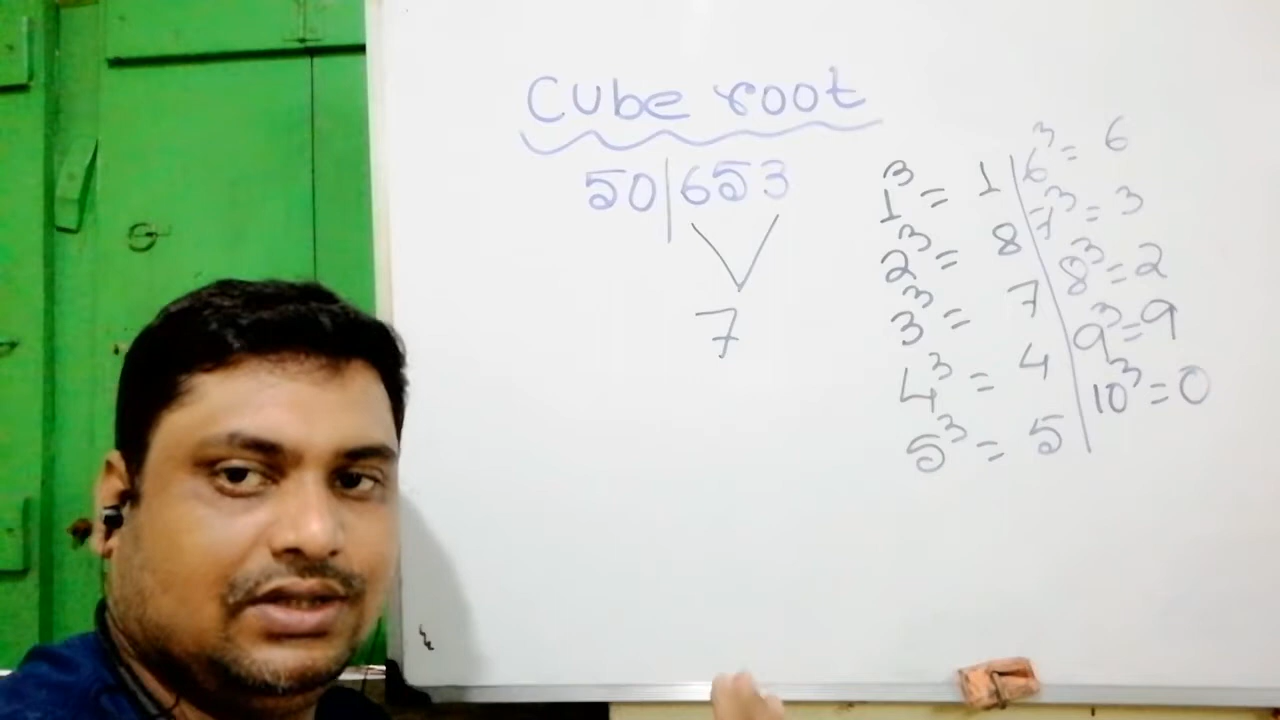 Cube root
50|653
7
1³ = 1
2³ = 8
3³ = 7
4³ = 4
5³ = 5
6³ = 6
7³ = 3
8³ = 2
9³ = 9
10³ = 0